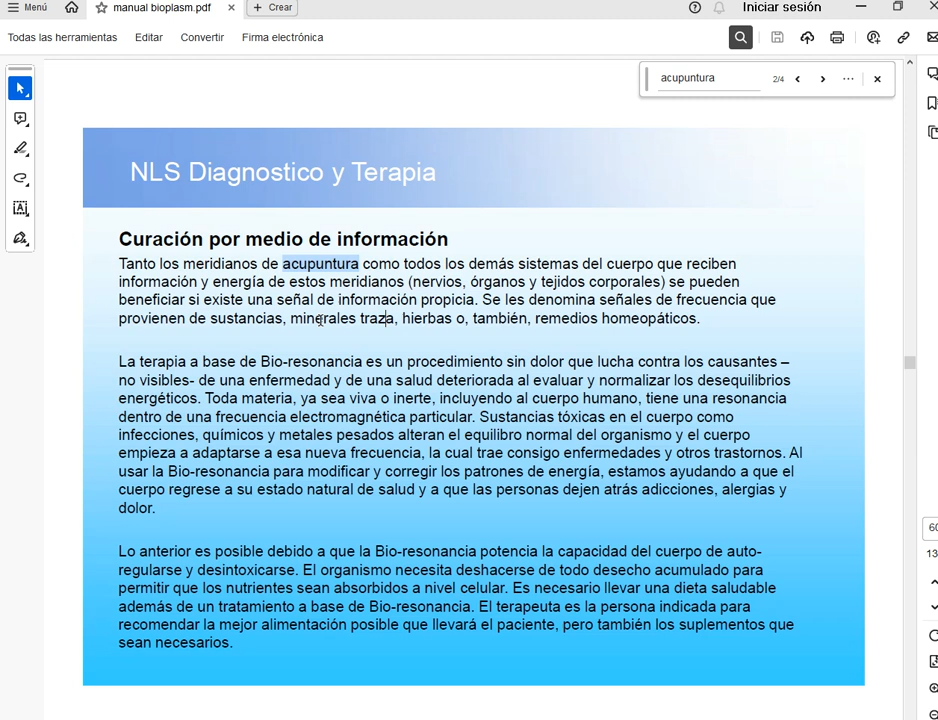 Menú
manual bioplasm.pdf
Crear
Iniciar sesión
Todas las herramientas
Editar
Convertir
Firma electrónica
acupuntura
2/4
NLS Diagnostico y Terapia
Curación por medio de información
Tanto los meridianos de acupuntura como todos los demás sistemas del cuerpo que reciben
información y energía de estos meridianos (nervios, órganos y tejidos corporales) se pueden
beneficiar si existe una señal de información propicia. Se les denomina señales de frecuencia que
provienen de sustancias, minerales traza, hierbas o, también, remedios homeopáticos.
La terapia a base de Bio-resonancia es un procedimiento sin dolor que lucha contra los causantes –
no visibles- de una enfermedad y de una salud deteriorada al evaluar y normalizar los desequilibrios
energéticos. Toda materia, ya sea viva o inerte, incluyendo al cuerpo humano, tiene una resonancia
dentro de una frecuencia electromagnética particular. Sustancias tóxicas en el cuerpo como
infecciones, químicos y metales pesados alteran el equilibro normal del organismo y el cuerpo
empieza a adaptarse a esa nueva frecuencia, la cual trae consigo enfermedades y otros trastornos. Al
usar la Bio-resonancia para modificar y corregir los patrones de energía, estamos ayudando a que el
cuerpo regrese a su estado natural de salud y a que las personas dejen atrás adicciones, alergias y
dolor.
Lo anterior es posible debido a que la Bio-resonancia potencia la capacidad del cuerpo de auto-
regularse y desintoxicarse. El organismo necesita deshacerse de todo desecho acumulado para
permitir que los nutrientes sean absorbidos a nivel celular. Es necesario llevar una dieta saludable
además de un tratamiento a base de Bio-resonancia. El terapeuta es la persona indicada para
recomendar la mejor alimentación posible que llevará el paciente, pero también los suplementos que
sean necesarios.